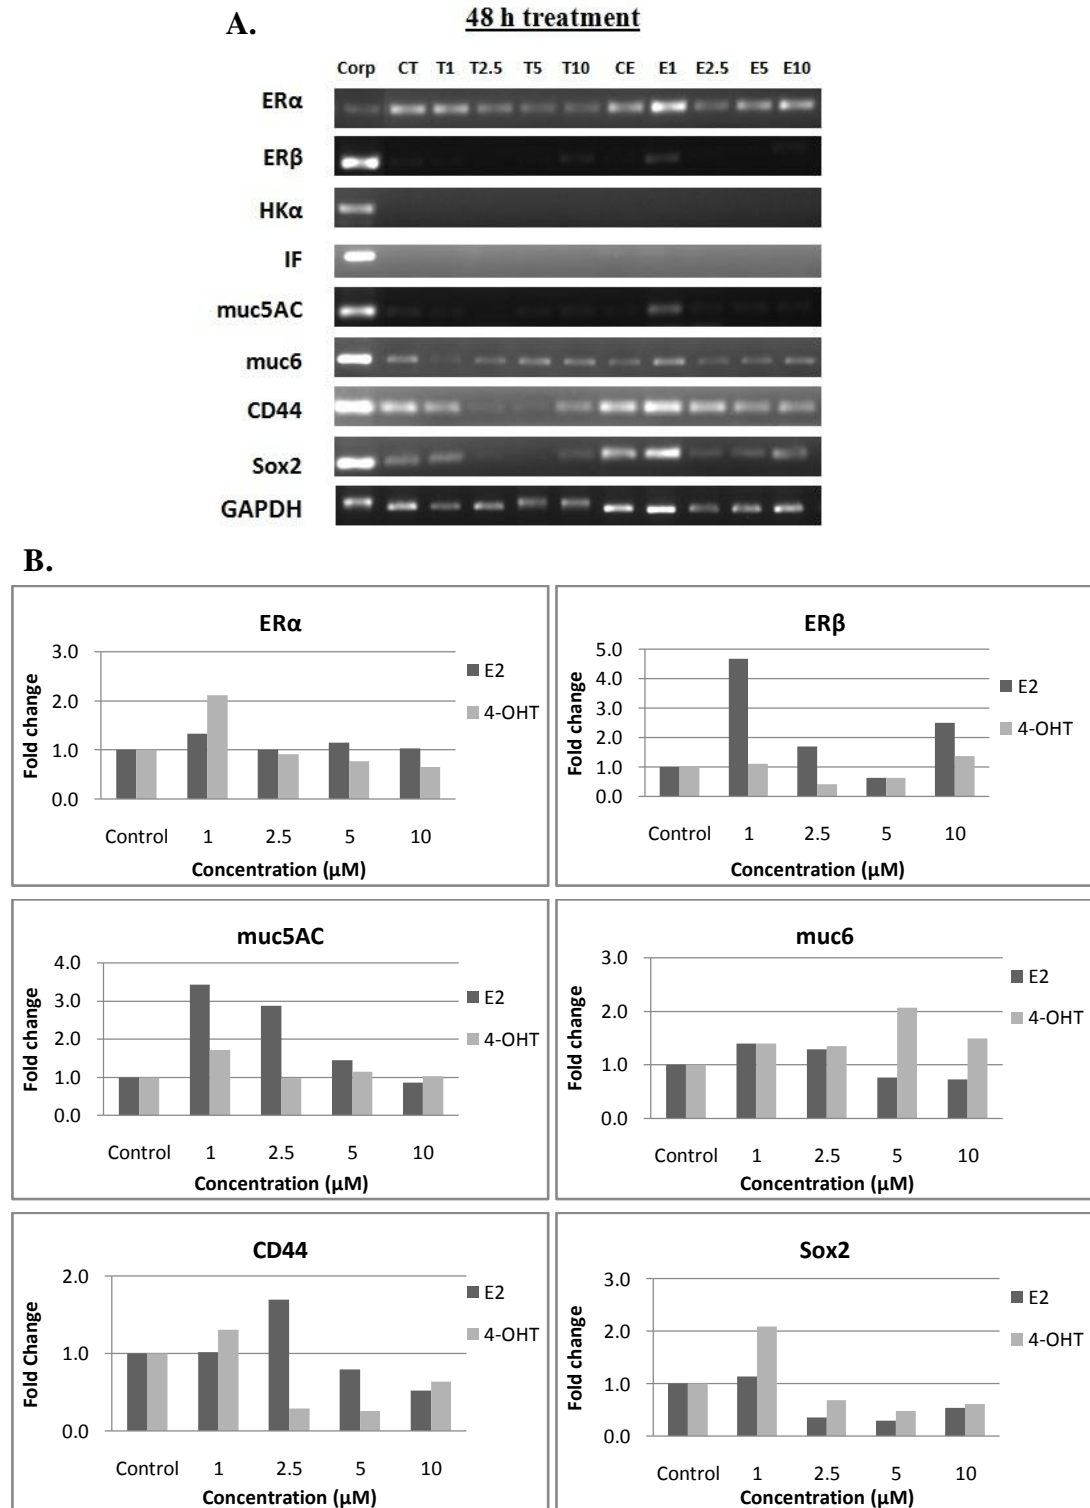 A.
48 h treatment
Corp CT T1 T2.5 T5 T10 CE E1 E2.5 E5 E10
ERα
ERβ
HKα
IF
muc5AC
muc6
CD44
Sox2
GAPDH
B.
ERα
3.0
2.0
1.0
0.0
Fold change
E2
4-OHT
Control 1 2.5 5 10
Concentration (μM)
ERβ
5.0
4.0
3.0
2.0
1.0
0.0
Fold change
E2
4-OHT
Control 1 2.5 5 10
Concentration (μM)
muc5AC
4.0
3.0
2.0
1.0
0.0
Fold change
E2
4-OHT
Control 1 2.5 5 10
Concentration (μM)
muc6
3.0
2.0
1.0
0.0
Fold change
E2
4-OHT
Control 1 2.5 5 10
Concentration (μM)
CD44
2.0
1.0
0.0
Fold Change
E2
4-OHT
Control 1 2.5 5 10
Concentration (μM)
Sox2
3.0
2.0
1.0
0.0
Fold change
E2
4-OHT
Control 1 2.5 5 10
Concentration (μM)